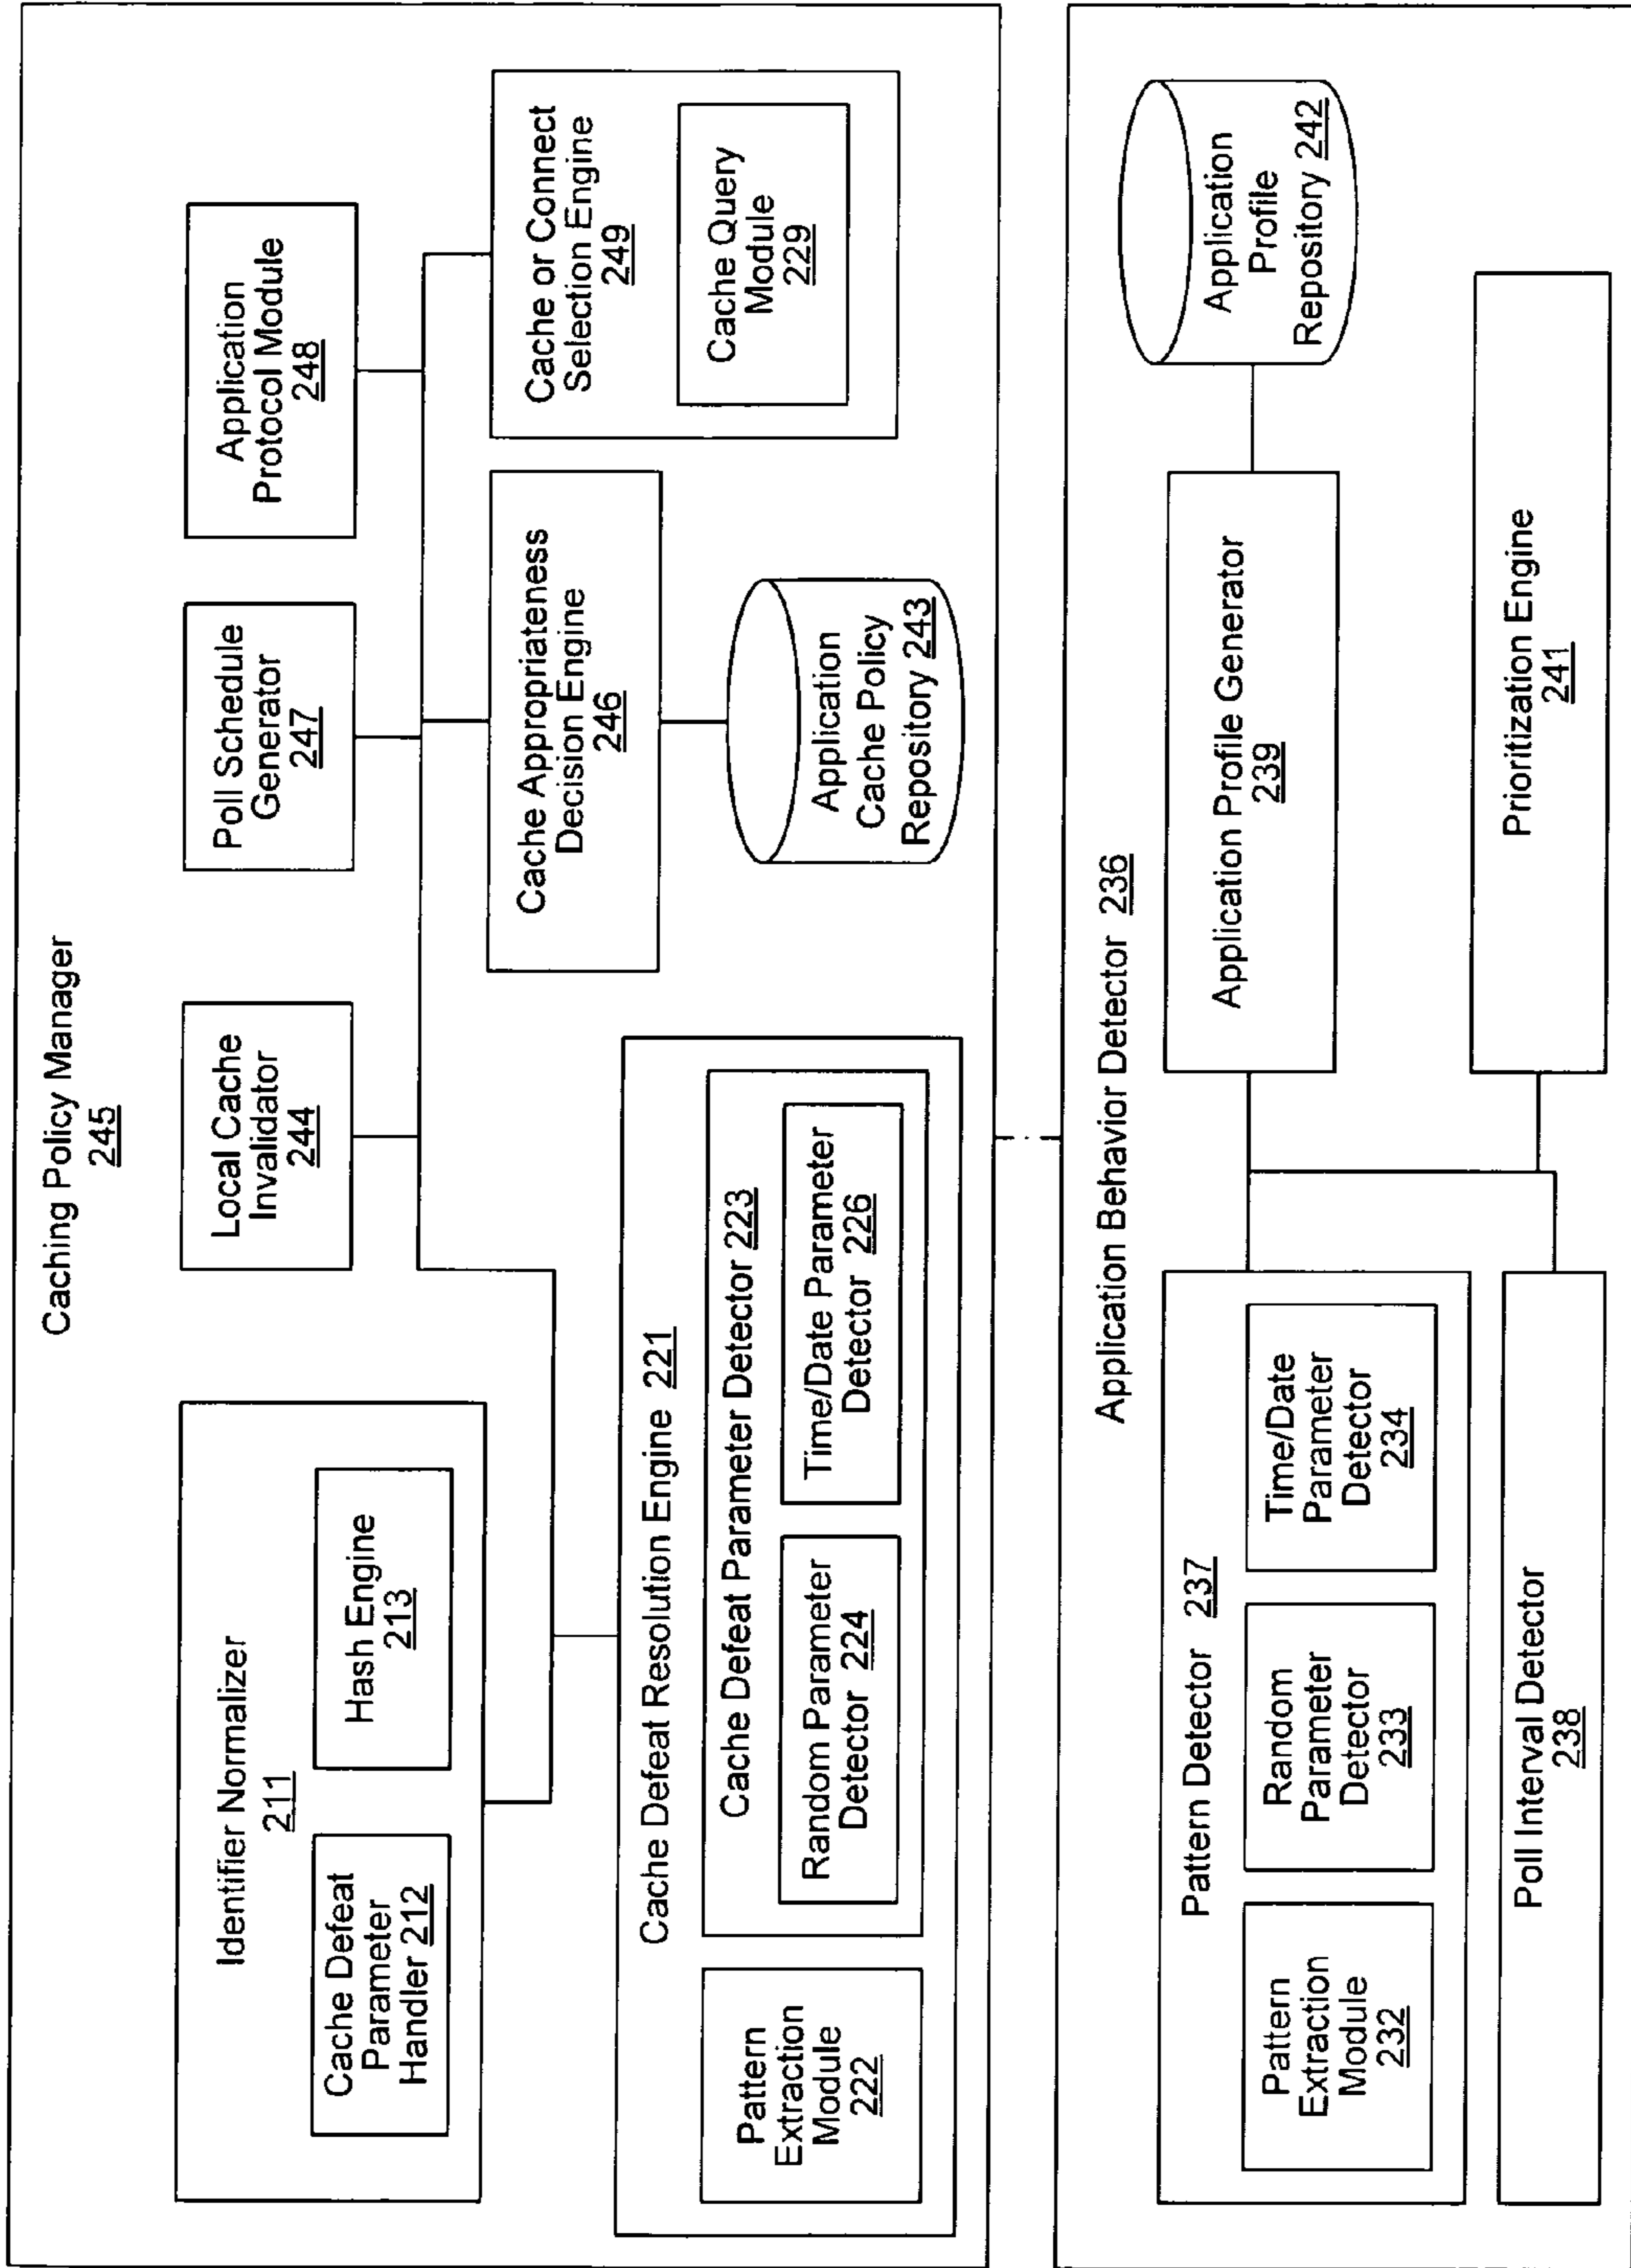 Caching Policy Manager
245
Identifier Normalizer
211
Cache Defeat
Parameter
Handler 212
Hash Engine
213
Local Cache
Invalidator
244
Poll Schedule
Generator
247
Application
Protocol Module
248
Cache Defeat Resolution Engine 221
Pattern
Extraction
Module
222
Cache Defeat Parameter Detector 223
Random Parameter
Detector 224
Time/Date Parameter
Detector 226
Cache Appropriateness
Decision Engine
246
Application
Cache Policy
Repository 243
Cache or Connect
Selection Engine
249
Cache Query
Module
229
Application Behavior Detector 236
Pattern Detector 237
Pattern
Extraction
Module
232
Random
Parameter
Detector
233
Time/Date
Parameter
Detector
234
Poll Interval Detector
238
Application Profile Generator
239
Application
Profile
Repository 242
Prioritization Engine
241